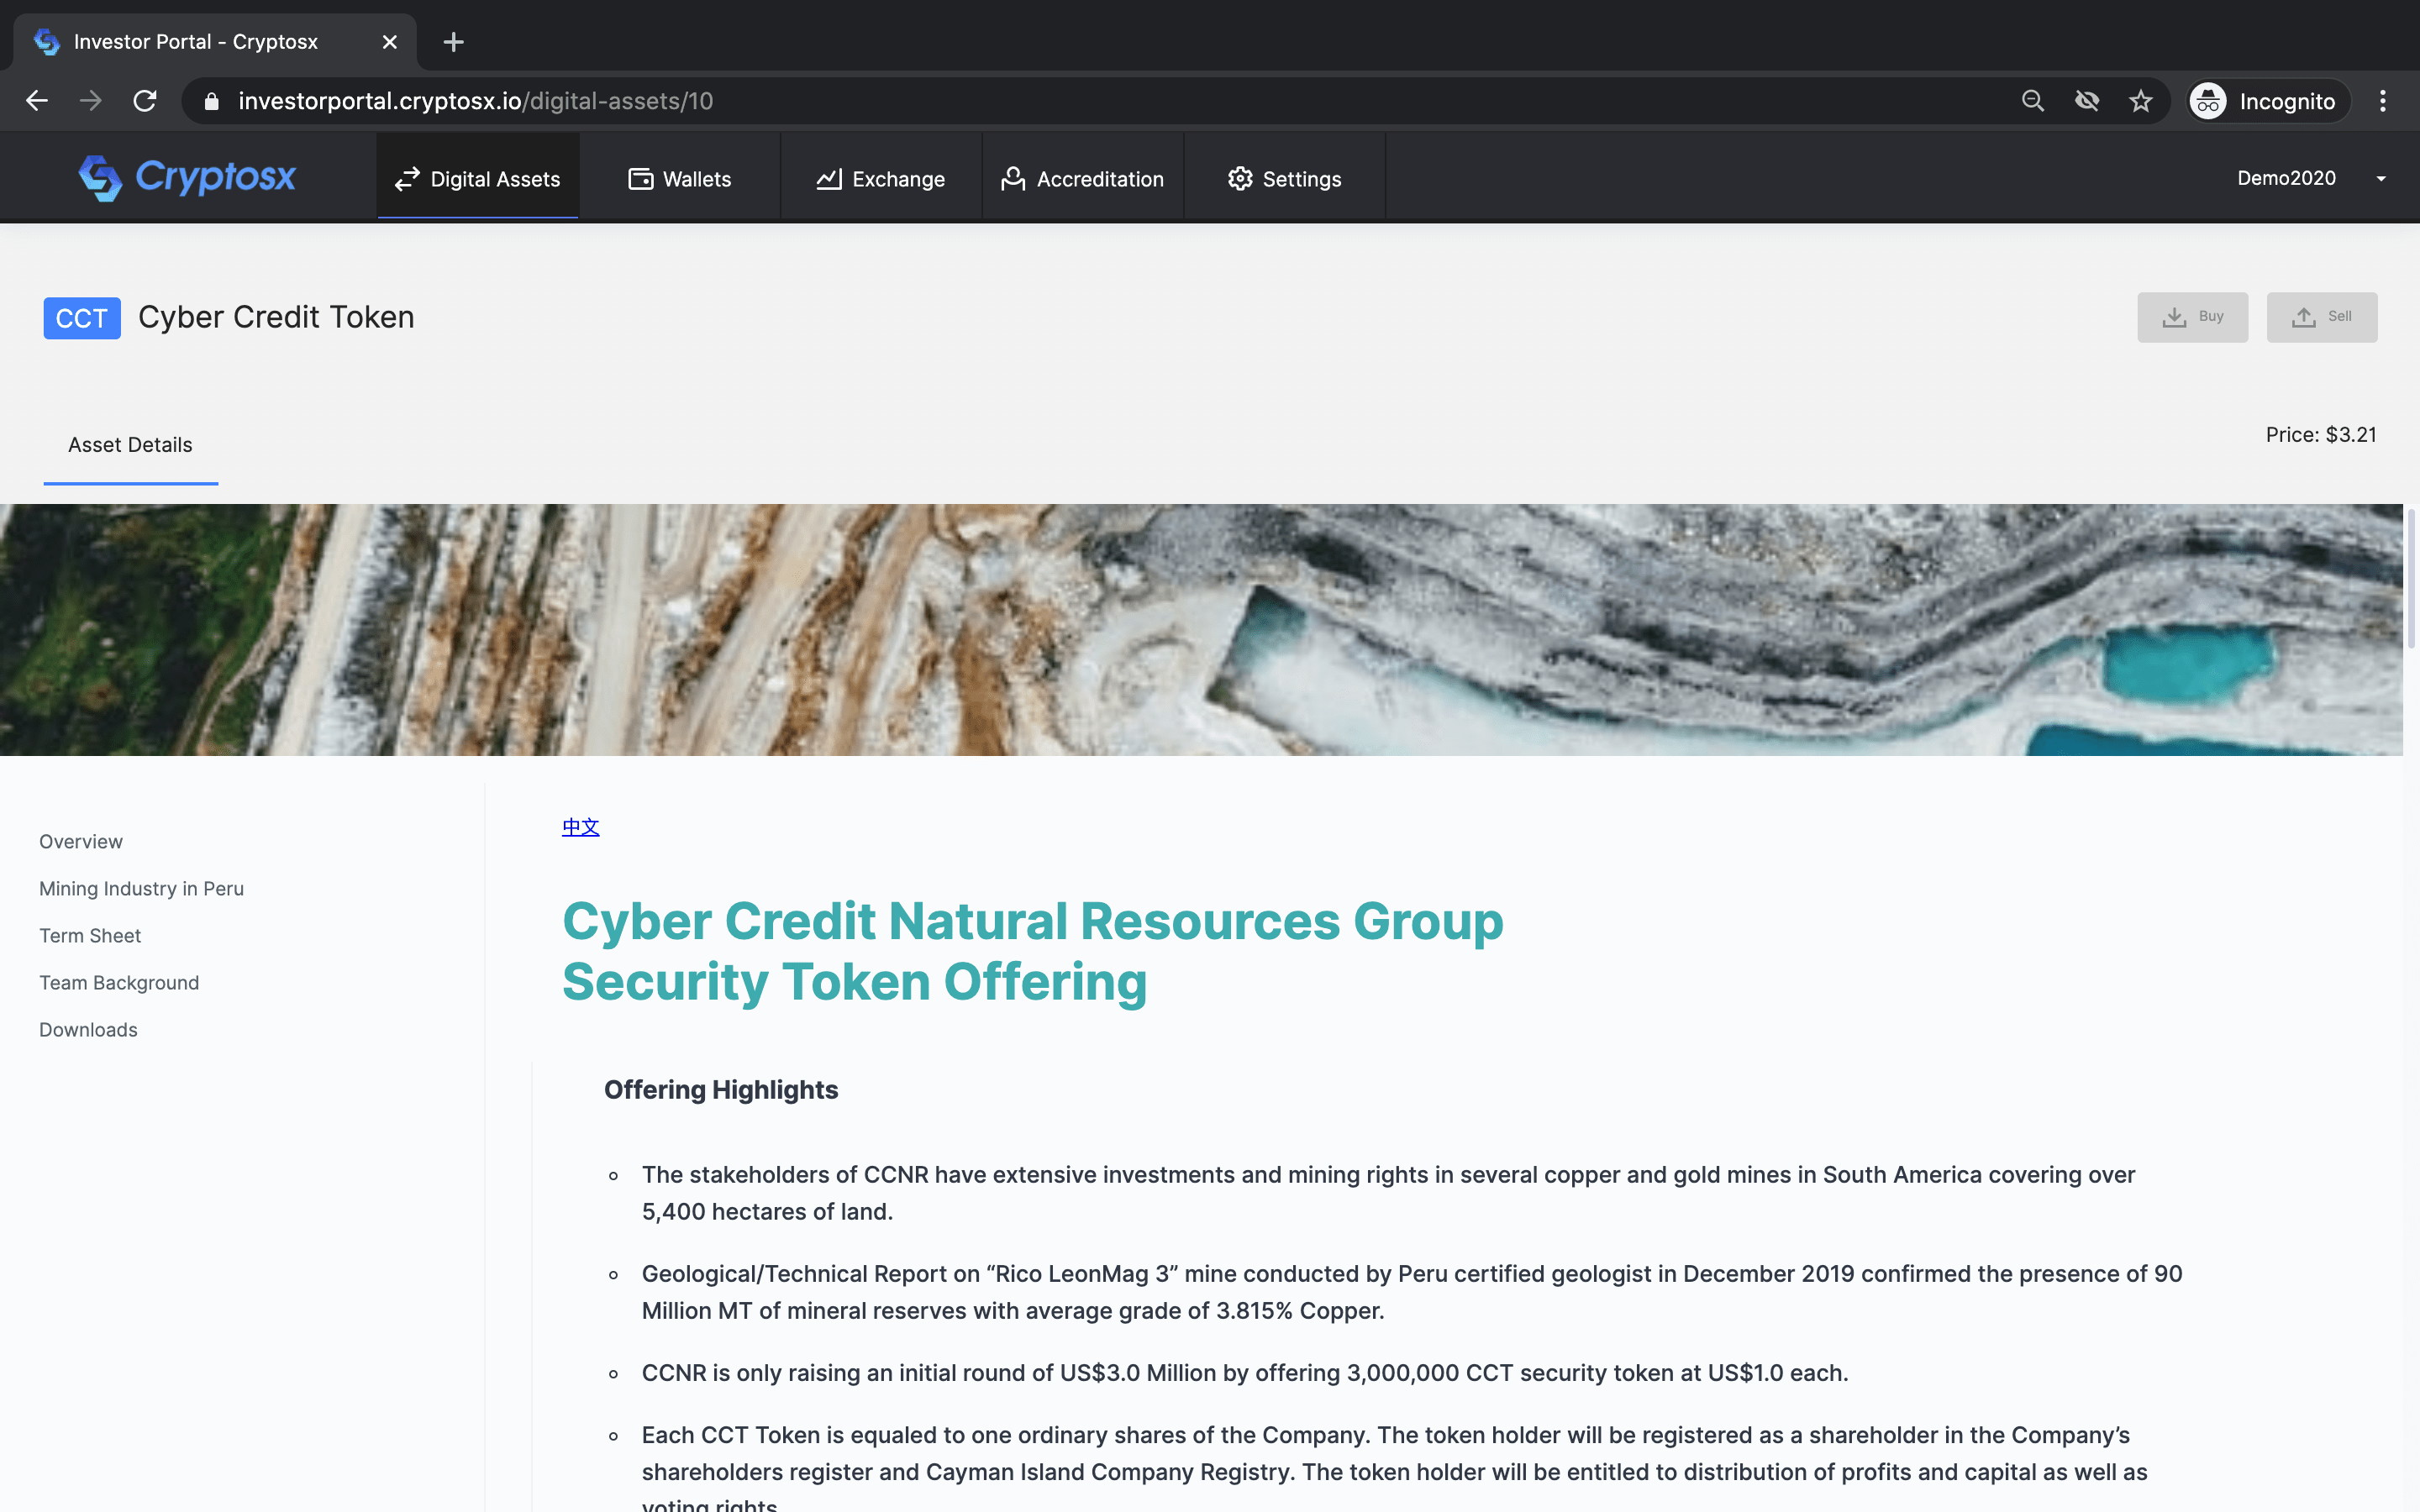 Investor Portal - Cryptosx
investorportal.cryptosx.io/digital-assets/10
Incognito
Cryptosx
Digital Assets
Wallets
Exchange
Accreditation
Settings
Demo2020
CCT
Cyber Credit Token
Buy
Sell
Asset Details
Price: $3.21
Overview
Mining Industry in Peru
Term Sheet
Team Background
Downloads
中文
Cyber Credit Natural Resources Group
Security Token Offering
Offering Highlights
The stakeholders of CCNR have extensive investments and mining rights in several copper and gold mines in South America covering over
5,400 hectares of land.
Geological/Technical Report on “Rico LeonMag 3” mine conducted by Peru certified geologist in December 2019 confirmed the presence of 90
Million MT of mineral reserves with average grade of 3.815% Copper.
CCNR is only raising an initial round of US$3.0 Million by offering 3,000,000 CCT security token at US$1.0 each.
Each CCT Token is equaled to one ordinary shares of the Company. The token holder will be registered as a shareholder in the Company’s
shareholders register and Cayman Island Company Registry. The token holder will be entitled to distribution of profits and capital as well as
voting rights.